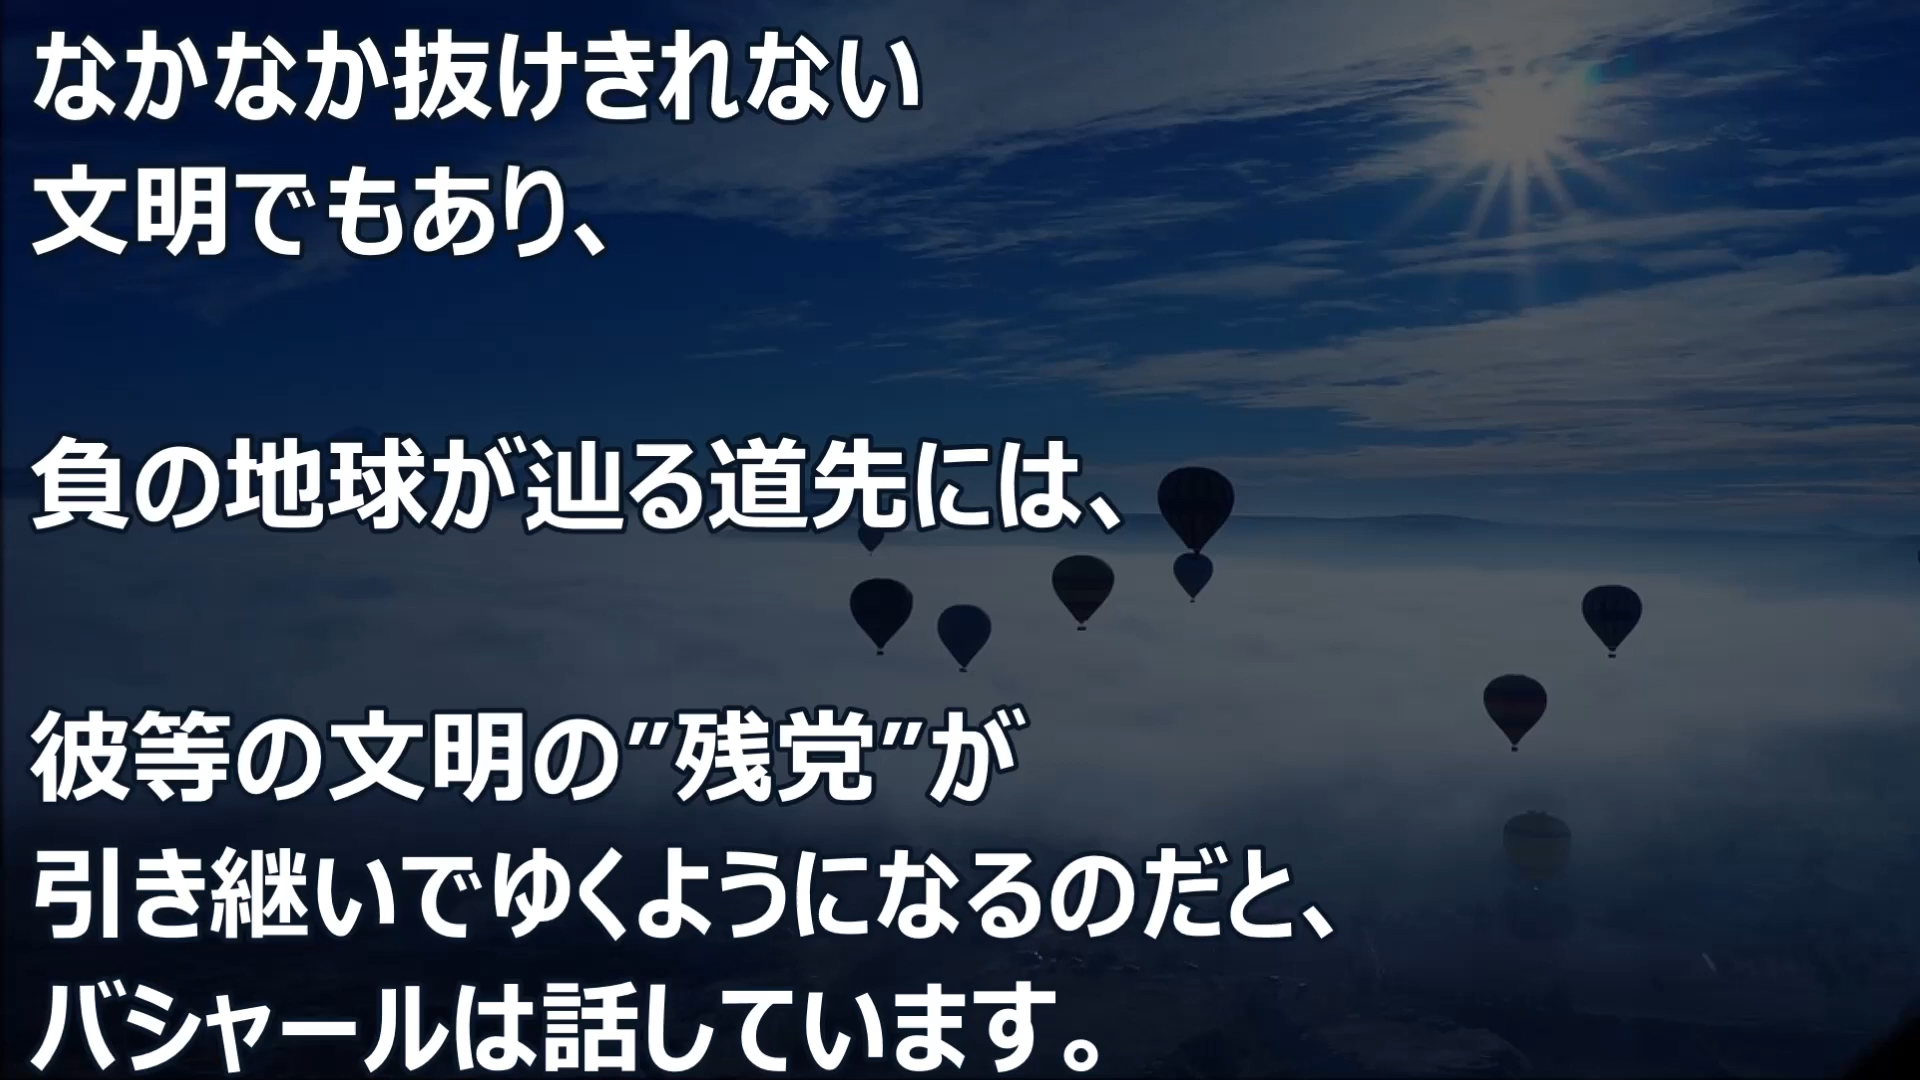 なかなか抜けきれない
文明でもあり、
負の地球が辿る道先には、
彼等の文明の"残党"が
引き継いでゆくようになるのだと、
バシャールは話しています。